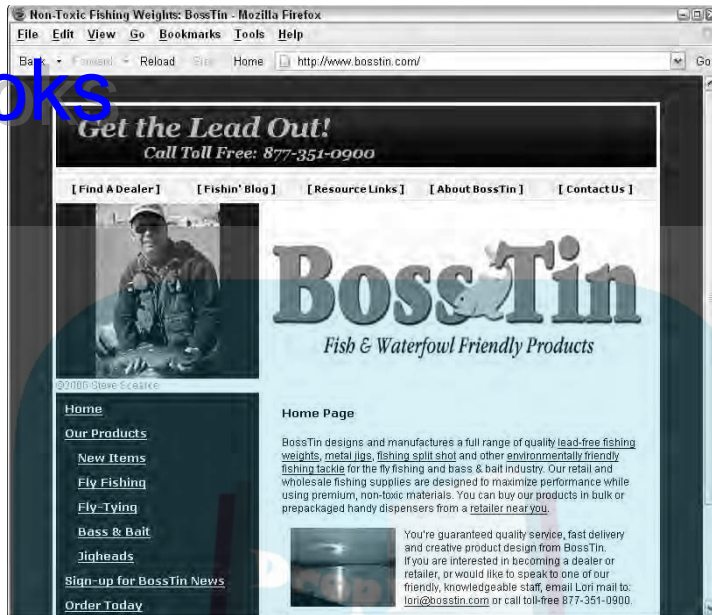 Non-Toxic Fishing Weights: BossTin - Mozilla Firefox
File Edit View Go Bookmarks Tools Help
Back Forward Reload Stop Home http://www.bosstin.com/ Go
oks
Get the Lead Out!
Call Toll Free: 877-351-0900
[ Find A Dealer ] [ Fishin' Blog ] [ Resource Links ] [ About BossTin ] [ Contact Us ]
BossTin
Fish & Waterfowl Friendly Products
©2006 Steve Scearce
Home
Our Products
New Items
Fly Fishing
Fly-Tying
Bass & Bait
Jigheads
Sign-up for BossTin News
Order Today
Home Page
BossTin designs and manufactures a full range of quality lead-free fishing
weights, metal jigs, fishing split shot and other environmentally friendly
fishing tackle for the fly fishing and bass & bait industry. Our retail and
wholesale fishing supplies are designed to maximize performance while
using premium, non-toxic materials. You can buy our products in bulk or
prepackaged handy dispensers from a retailer near you.
You're guaranteed quality service, fast delivery
and creative product design from BossTin.
If you are interested in becoming a dealer or
retailer, or would like to speak to one of our
friendly, knowledgeable staff, email Lori mail to:
lori@bosstin.com or call toll-free 877-351-0900.